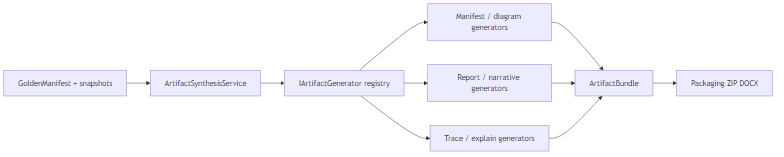 GoldenManifest + snapshots
ArtifactSynthesisService
IArtifactGenerator registry
Manifest / diagram
generators
Report / narrative
generators
Trace / explain generators
ArtifactBundle
Packaging ZIP DOCX